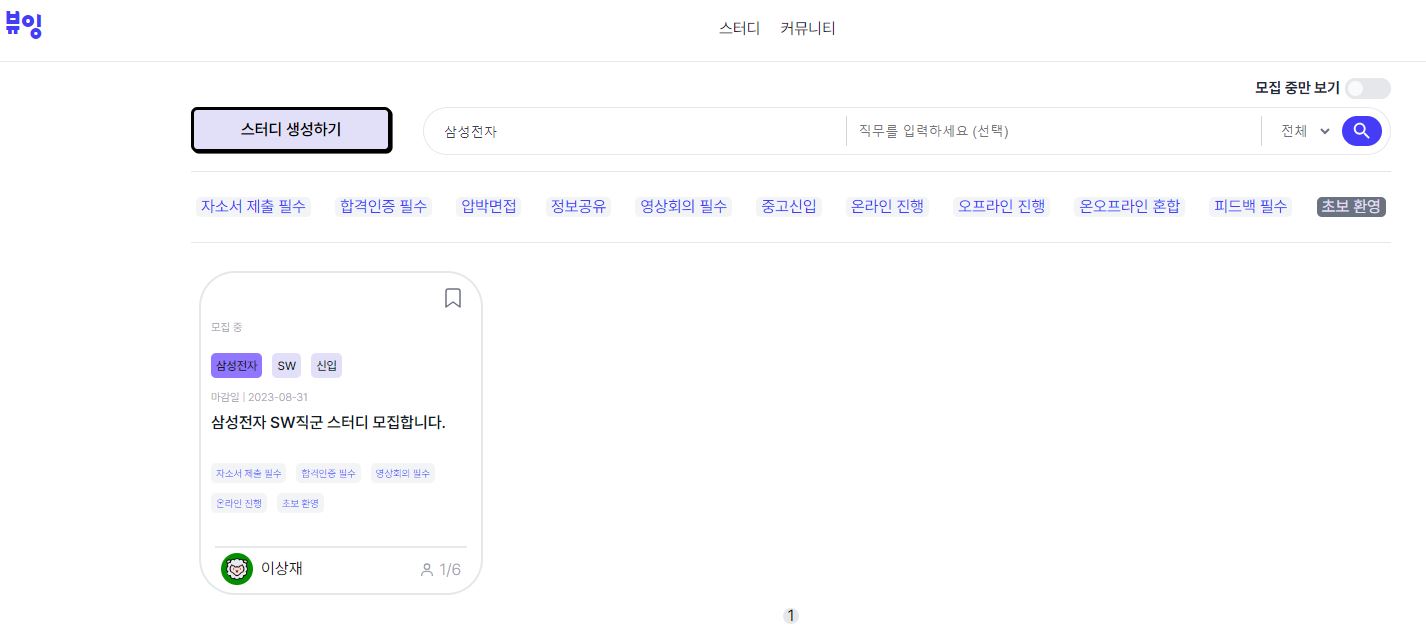 뷰잉
스터디 커뮤니티
모집 중만 보기
스터디 생성하기 삼성전자 직무를 입력하세요 (선택) 전체
자소서 제출 필수 합격인증 필수 압박면접 정보공유 영상회의 필수 중고신입 온라인 진행 오프라인 진행 온오프라인 혼합 피드백 필수 초보 환영
모집 중
삼성전자 SW 신입
마감일 | 2023-08-31
삼성전자 SW직군 스터디 모집합니다.
자소서 제출 필수 합격인증 필수 영상회의 필수
온라인 진행 초보 환영
이상재 1/6
1